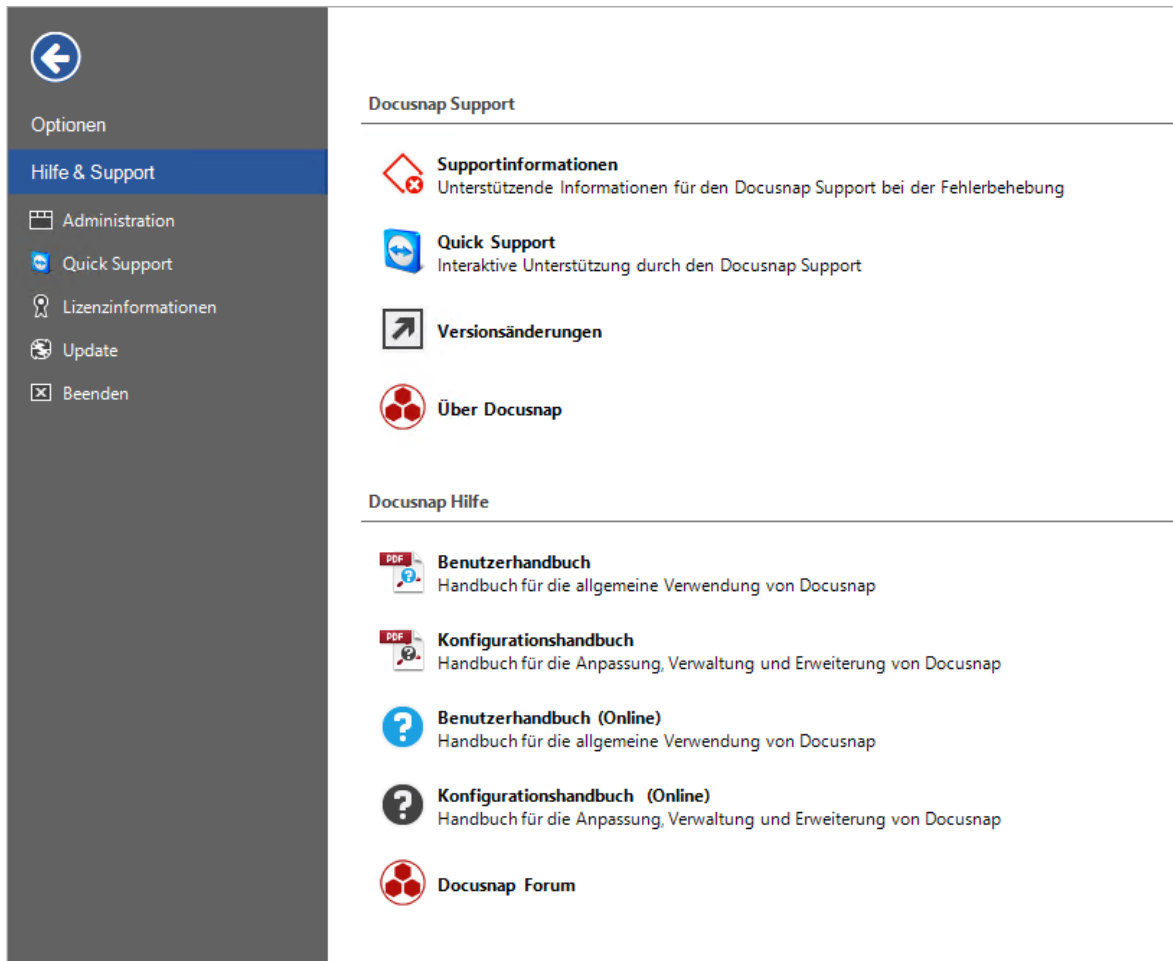 Optionen
Hilfe & Support
Administration
Quick Support
Lizenzinformationen
Update
Beenden
Docusnap Support
Supportinformationen
Unterstützende Informationen für den Docusnap Support bei der Fehlerbehebung
Quick Support
Interaktive Unterstützung durch den Docusnap Support
Versionsänderungen
Über Docusnap
Docusnap Hilfe
PDF
Benutzerhandbuch
Handbuch für die allgemeine Verwendung von Docusnap
PDF
Konfigurationshandbuch
Handbuch für die Anpassung, Verwaltung und Erweiterung von Docusnap
Benutzerhandbuch (Online)
Handbuch für die allgemeine Verwendung von Docusnap
Konfigurationshandbuch (Online)
Handbuch für die Anpassung, Verwaltung und Erweiterung von Docusnap
Docusnap Forum